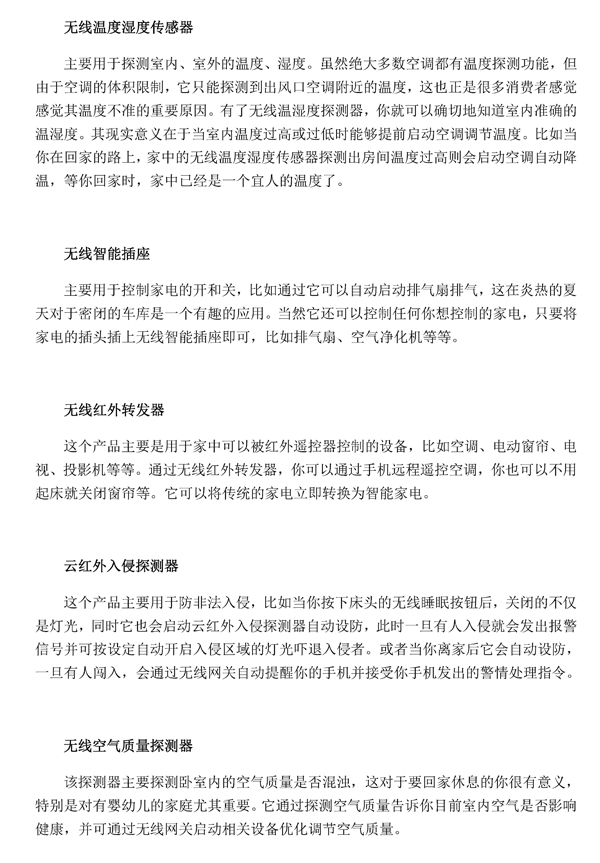 无线温度湿度传感器
主要用于探测室内、室外的温度、湿度。虽然绝大多数空调都有温度探测功能，但
由于空调的体积限制，它只能探测到出风口空调附近的温度，这也正是很多消费者感觉
感觉其温度不准的重要原因。有了无线温湿度探测器，你就可以确切地知道室内准确的
温湿度。其现实意义在于当室内温度过高或过低时能够提前启动空调调节温度。比如当
你在回家的路上，家中的无线温度湿度传感器探测出房间温度过高则会启动空调自动降
温，等你回家时，家中已经是一个宜人的温度了。
无线智能插座
主要用于控制家电的开和关，比如通过它可以自动启动排气扇排气，这在炎热的夏
天对于密闭的车库是一个有趣的应用。当然它还可以控制任何你想控制的家电，只要将
家电的插头插上无线智能插座即可，比如排气扇、空气净化机等等。
无线红外转发器
这个产品主要是用于家中可以被红外遥控器控制的设备，比如空调、电动窗帘、电
视、投影机等等。通过无线红外转发器，你可以通过手机远程遥控空调，你也可以不用
起床就关闭窗帘等。它可以将传统的家电立即转换为智能家电。
云红外入侵探测器
这个产品主要用于防非法入侵，比如当你按下床头的无线睡眠按钮后，关闭的不仅
是灯光，同时它也会启动云红外入侵探测器自动设防，此时一旦有人入侵就会发出报警
信号并可按设定自动开启入侵区域的灯光吓退入侵者。或者当你离家后它会自动设防，
一旦有人闯入，会通过无线网关自动提醒你的手机并接受你手机发出的警情处理指令。
无线空气质量探测器
该探测器主要探测卧室内的空气质量是否混浊，这对于要回家休息的你很有意义，
特别是对有婴幼儿的家庭尤其重要。它通过探测空气质量告诉你目前室内空气是否影响
健康，并可通过无线网关启动相关设备优化调节空气质量。